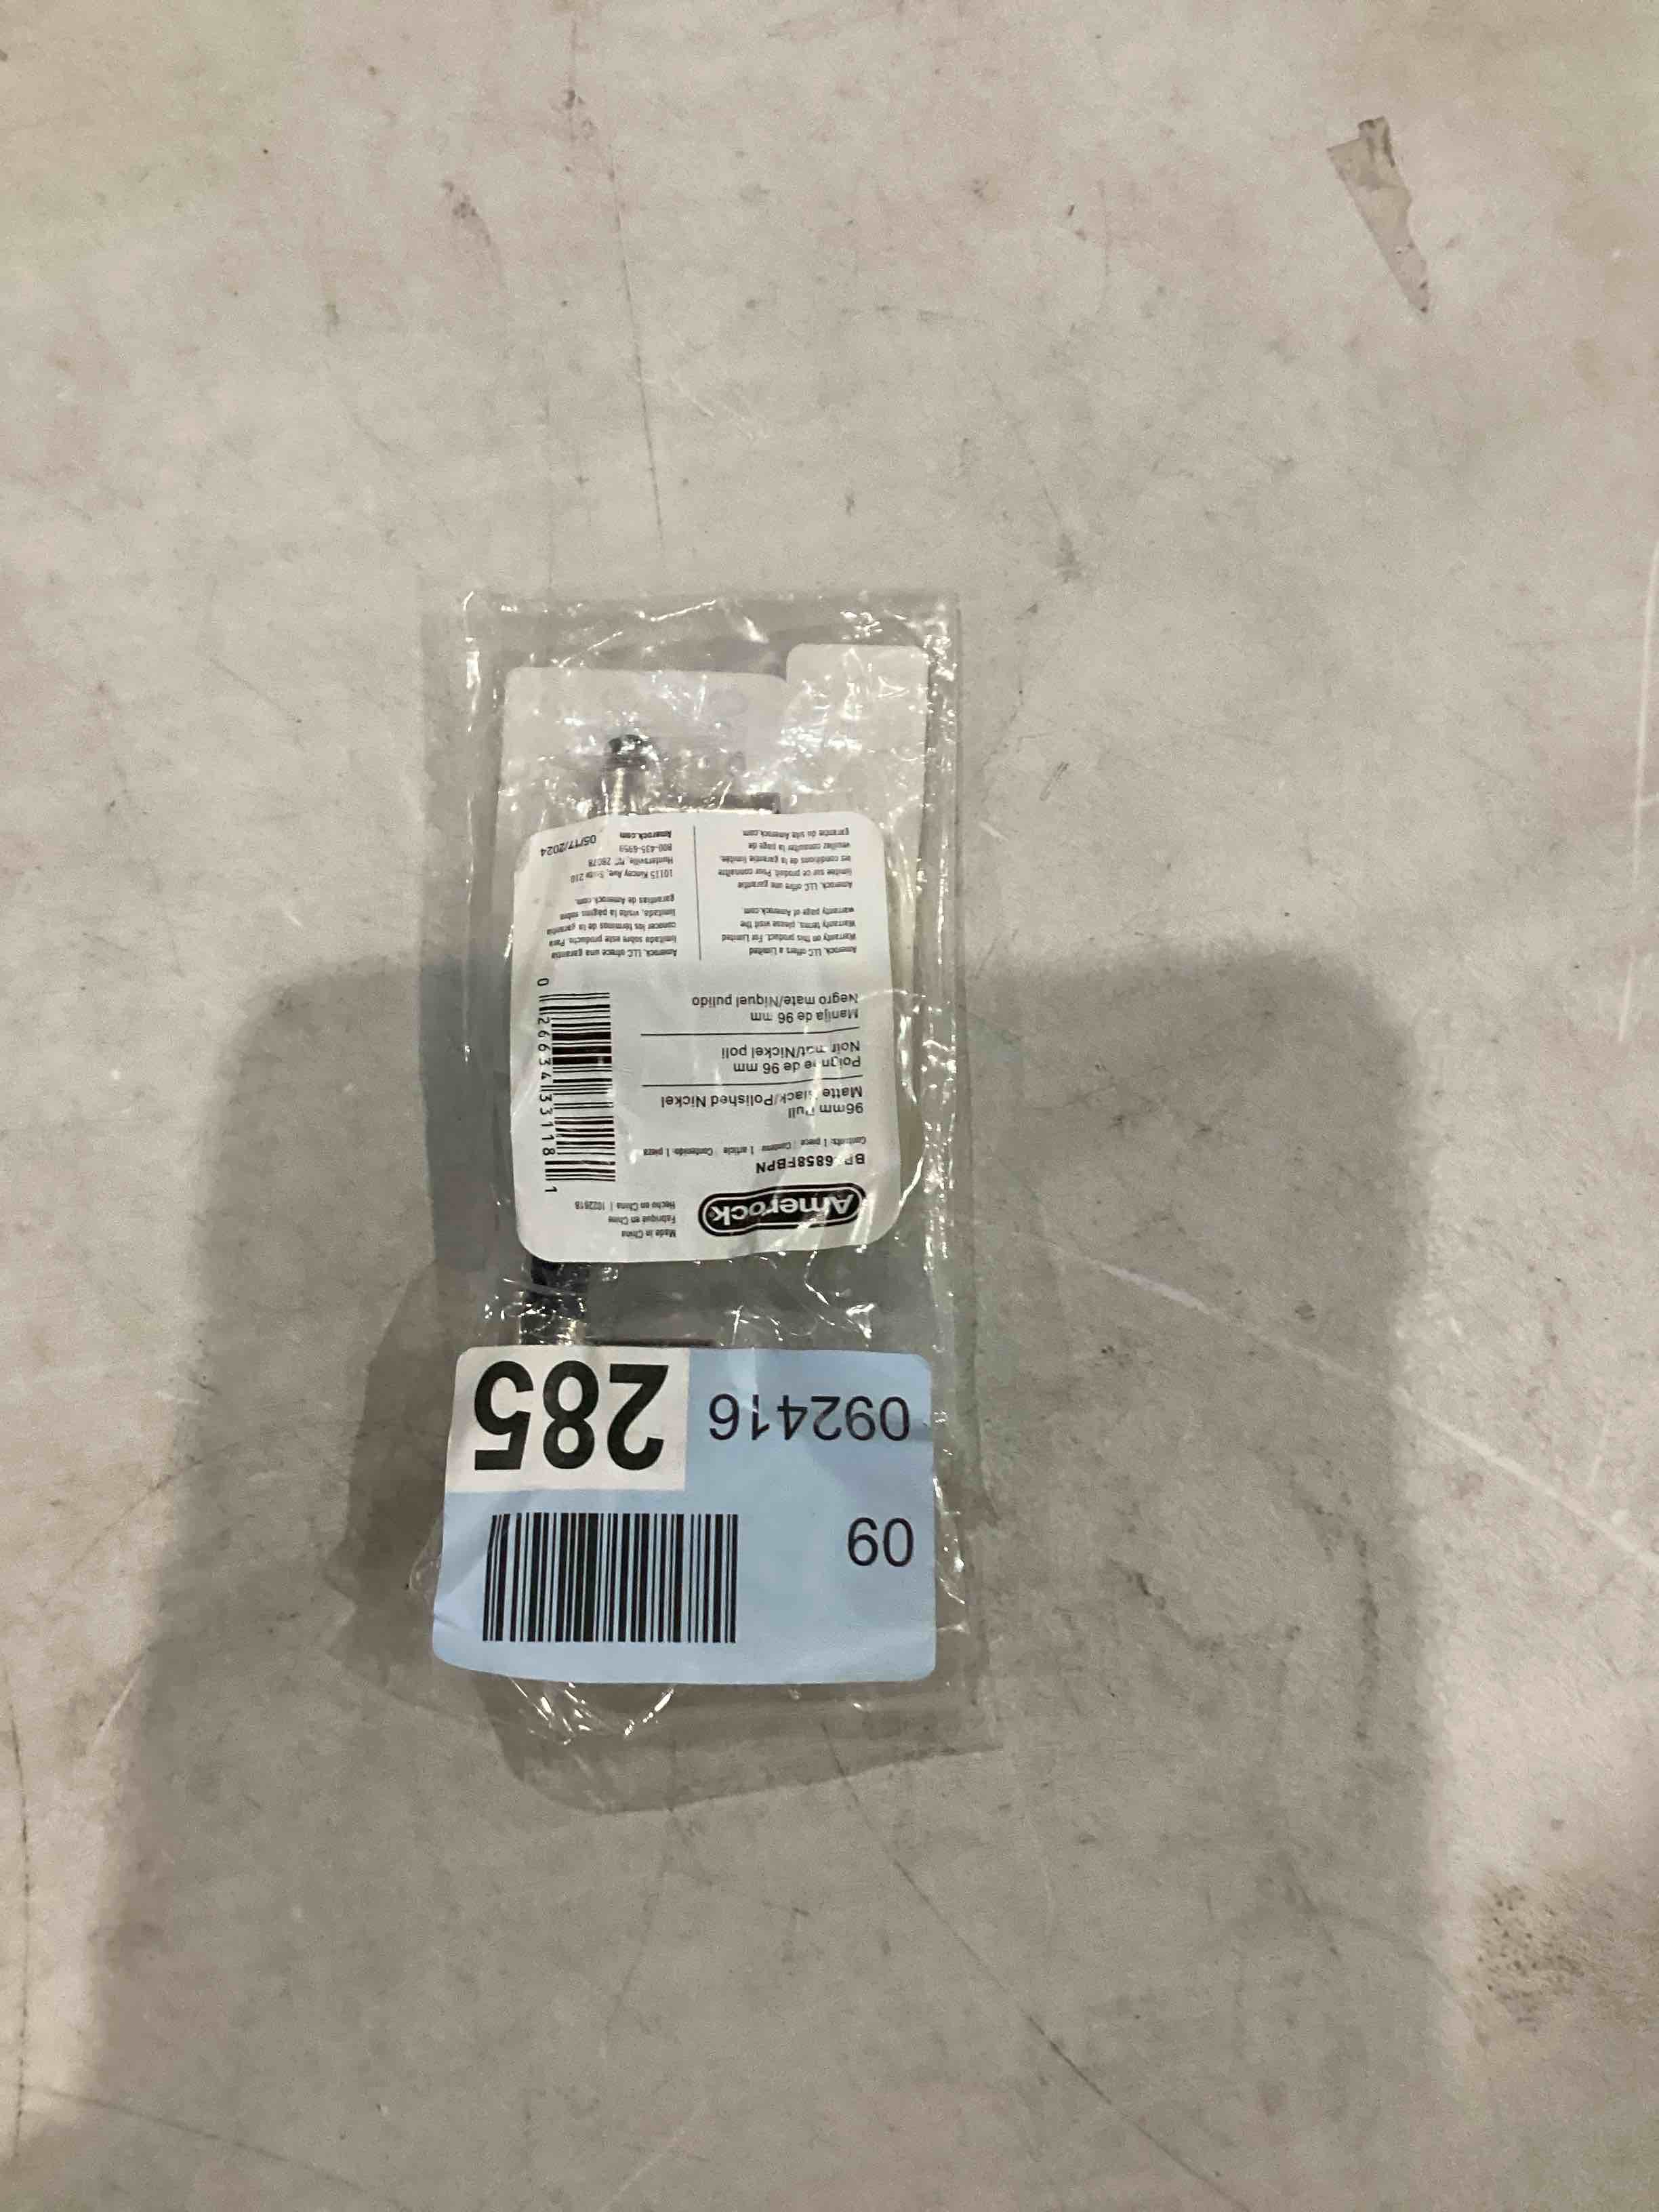 09
092416
285
Amerock
Made in China
Fabriqué en Chine
Hecho en China | 1022618
6858FBPN
Contents: 1 piece | Contenu: 1 article | Contenido: 1 pieza
96mm Pull
Matte Black/Polished Nickel
Poignée de 96 mm
Noir mat/Nickel poli
Manija de 96 mm
Negro mate/Níquel pulido
0 26634 33118 1
Amerock, LLC offers a Limited
Warranty on this product. For Limited
Warranty terms, please visit the
warranty page of Amerock.com
Amerock, LLC offre une garantie
limitée sur ce produit. Pour connaître
les conditions de la garantie limitée,
veuillez consulter la page de
garantie du site Amerock.com
Amerock, LLC ofrece una garantía
limitada sobre este producto. Para
conocer los términos de la garantía
limitada, visite la página sobre
garantías de Amerock.com.
10115 Kincey Ave, Suite 210
Huntersville, NC 28078
800-435-6959
Amerock.com
05/17/2024